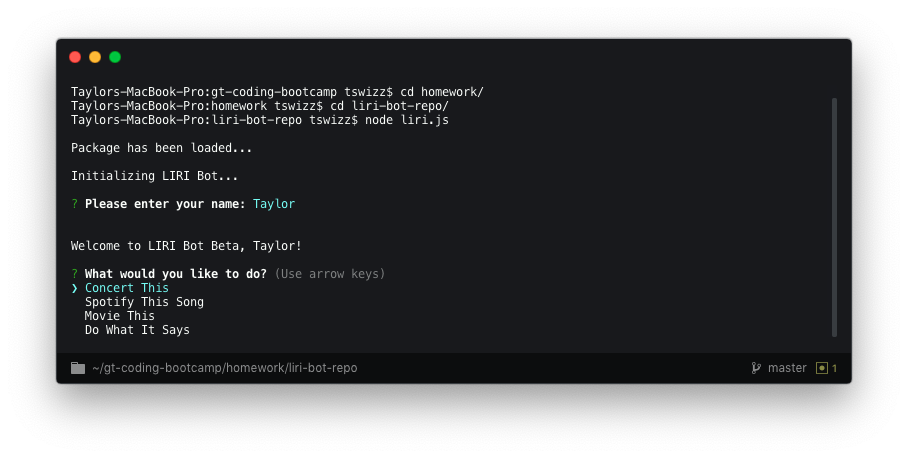 Taylors-MacBook-Pro:gt-coding-bootcamp tswizz$ cd homework/
Taylors-MacBook-Pro:homework tswizz$ cd liri-bot-repo/
Taylors-MacBook-Pro:liri-bot-repo tswizz$ node liri.js
Package has been loaded...
Initializing LIRI Bot...
? Please enter your name: Taylor
Welcome to LIRI Bot Beta, Taylor!
? What would you like to do? (Use arrow keys)
❯ Concert This
Spotify This Song
Movie This
Do What It Says
~/gt-coding-bootcamp/homework/liri-bot-repo master 1